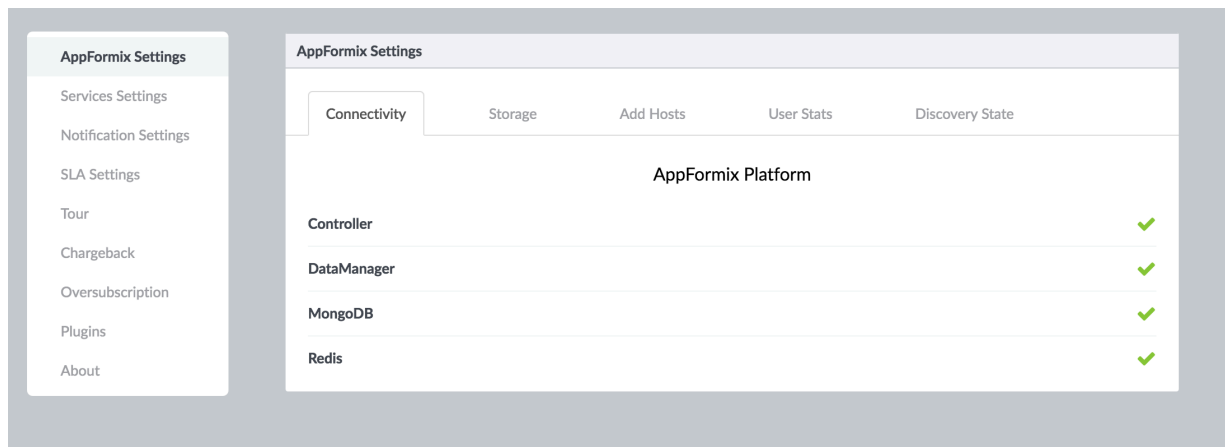 AppFormix Settings
Services Settings
Notification Settings
SLA Settings
Tour
Chargeback
Oversubscription
Plugins
About
AppFormix Settings
Connectivity Storage Add Hosts User Stats Discovery State
AppFormix Platform
Controller
DataManager
MongoDB
Redis